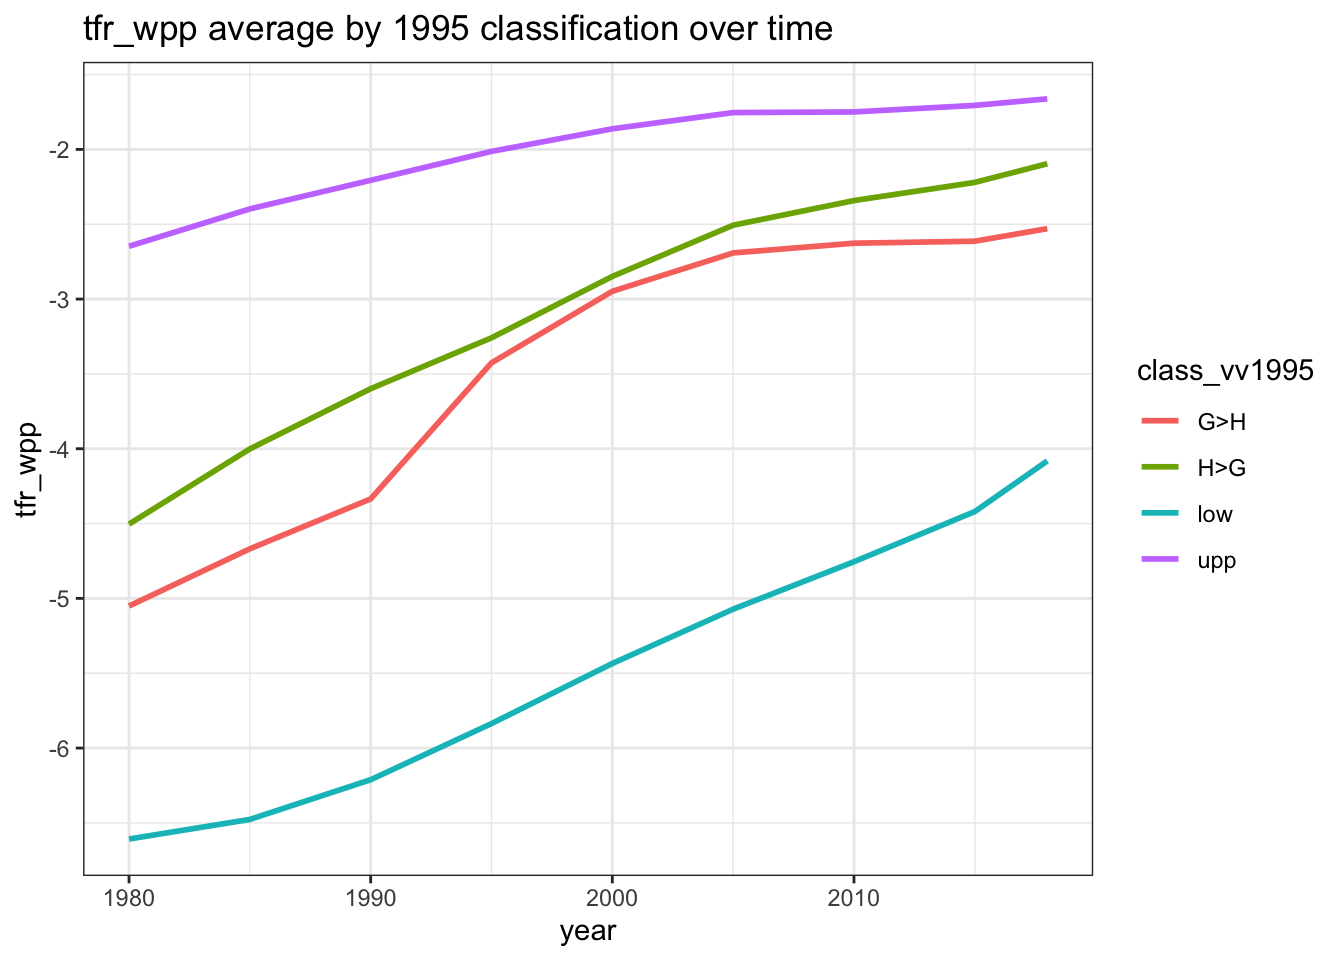 tfr_wpp average by 1995 classification over time
tfr_wpp
-2
-3
-4
-5
-6
1980
1990
2000
2010
year
class_vv1995
G>H
H>G
low
upp